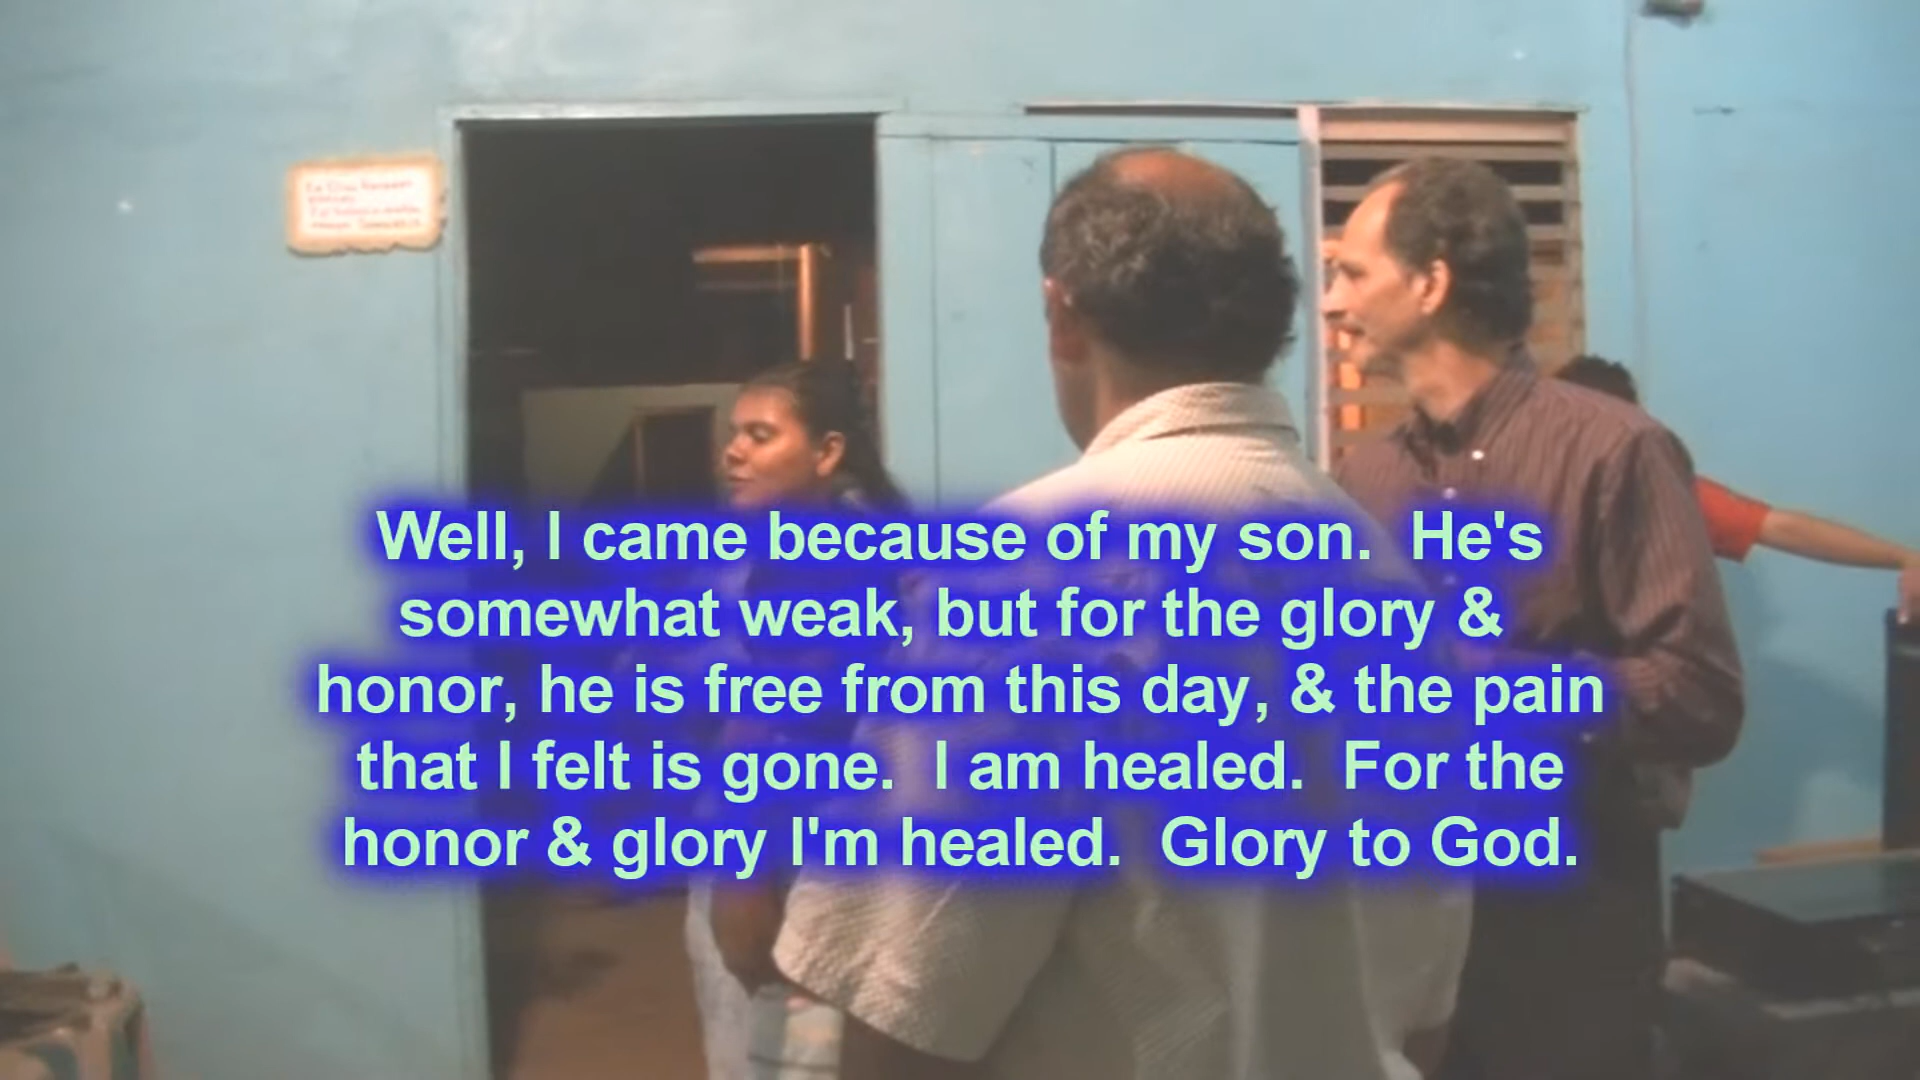 Well, I came because of my son.  He's
somewhat weak, but for the glory &
honor, he is free from this day, & the pain
that I felt is gone.  I am healed.  For the
honor & glory I'm healed.  Glory to God.